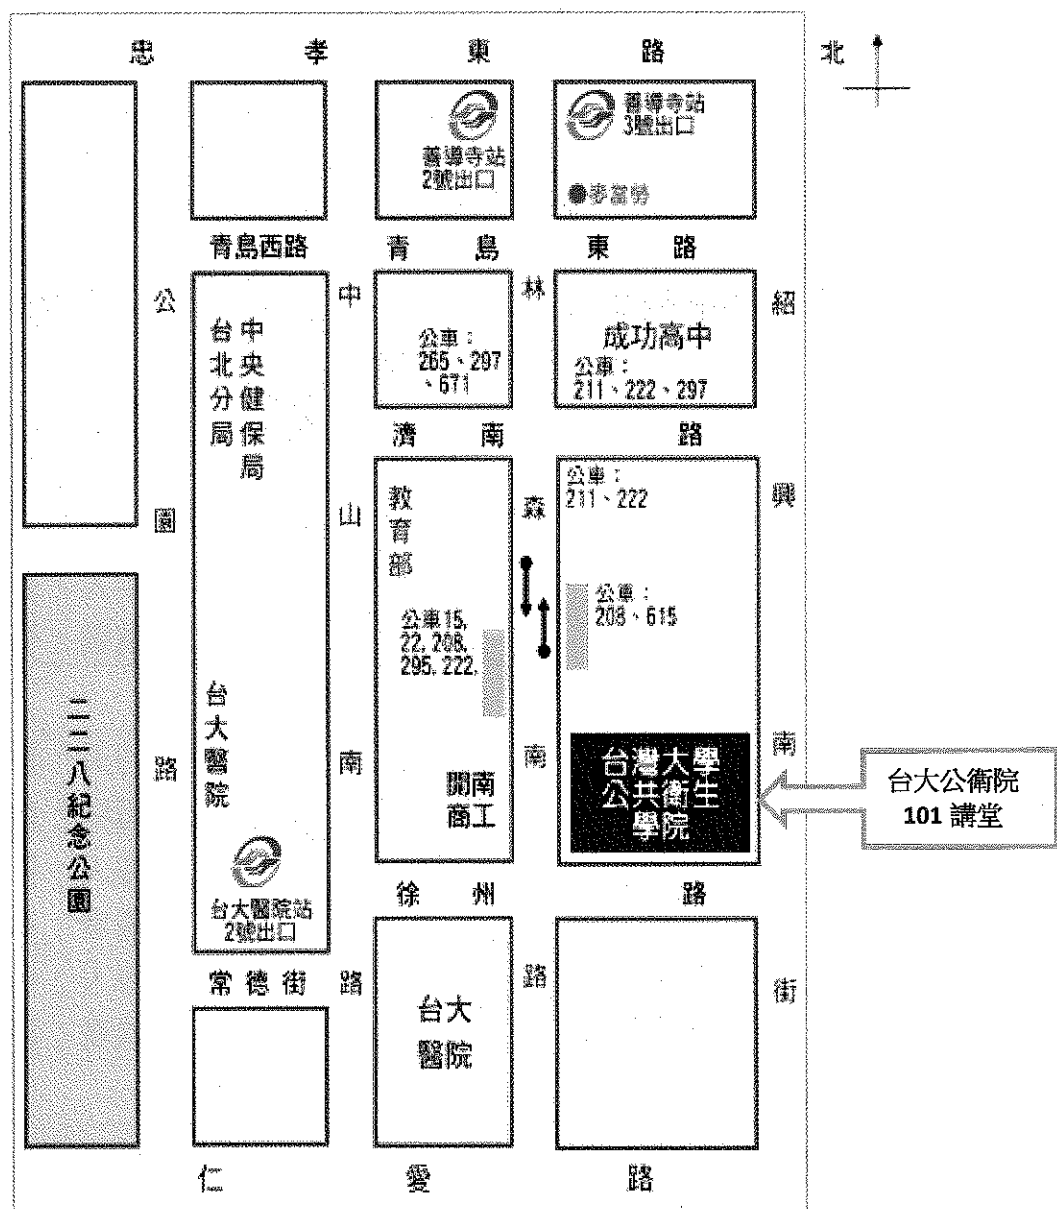 忠孝東路
北
善導寺站
2號出口
善導寺站
3號出口
●麥當勞
青島西路
青島東路
公園路
中山南路
林森南路
紹興南街
中央健保局
台北分局
公車：
265、297
、671
成功高中
公車：
211、222、297
濟南路
教育部
公車：
211、222
公車：
208、615
公車15,
22, 208,
295, 222,
台大醫院
開南
商工
台灣大學
公共衛生
學院
台大公衛院
101 講堂
二二八紀念公園
台大醫院站
2號出口
徐州路
常德街
台大
醫院
仁愛路